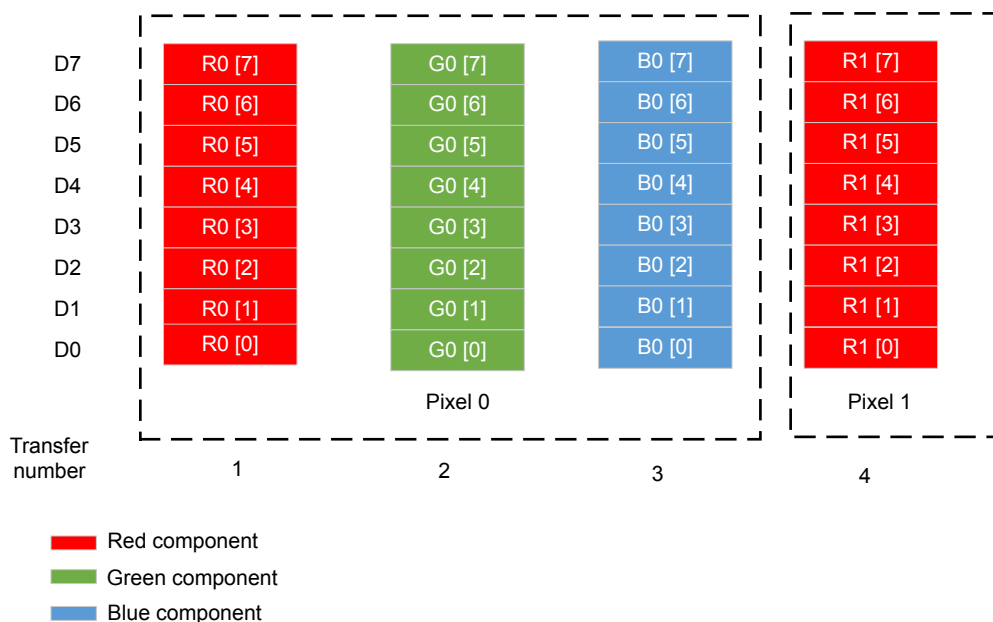 D7 R0 [7] G0 [7] B0 [7] R1 [7]
D6 R0 [6] G0 [6] B0 [6] R1 [6]
D5 R0 [5] G0 [5] B0 [5] R1 [5]
D4 R0 [4] G0 [4] B0 [4] R1 [4]
D3 R0 [3] G0 [3] B0 [3] R1 [3]
D2 R0 [2] G0 [2] B0 [2] R1 [2]
D1 R0 [1] G0 [1] B0 [1] R1 [1]
D0 R0 [0] G0 [0] B0 [0] R1 [0]
Pixel 0 Pixel 1
Transfer
number 1 2 3 4
Red component
Green component
Blue component